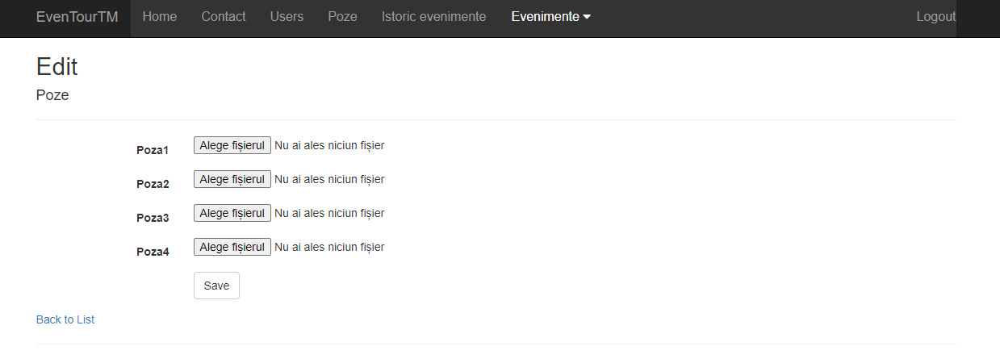 EvenTourTM Home Contact Users Poze Istoric evenimente Evenimente Logout
Edit
Poze
Poza1 Alege fișierul Nu ai ales niciun fișier
Poza2 Alege fișierul Nu ai ales niciun fișier
Poza3 Alege fișierul Nu ai ales niciun fișier
Poza4 Alege fișierul Nu ai ales niciun fișier
Save
Back to List